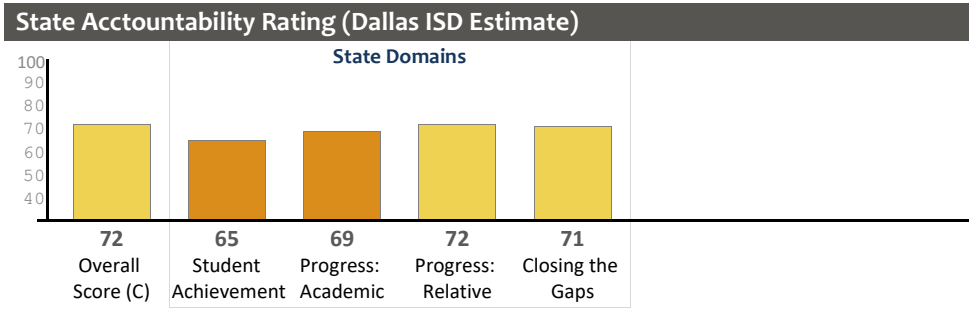 State Acctountability Rating (Dallas ISD Estimate)
State Domains
100
90
80
70
60
50
40
72 65 69 72 71
Overall Student Progress: Progress: Closing the
Score (C) Achievement Academic Relative Gaps